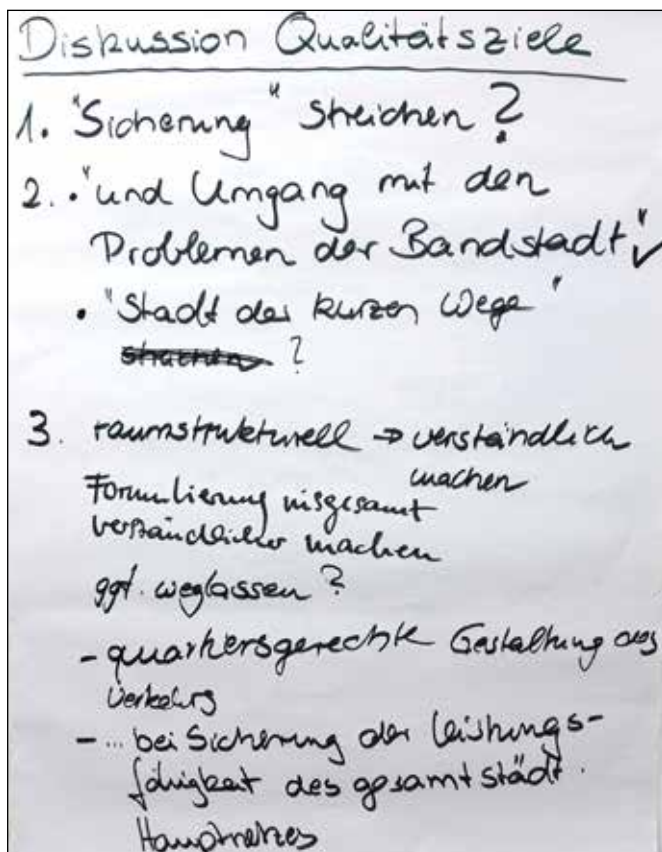 Diskussion Qualitätsziele
1. "Sicherung" streichen?
2. • "und Umgang mit den
Problemen der Bandstadt" ✓
• "Stadt der kurzen Wege"
streichen ?
3. raumstrukturell → verständlich
machen
Formulierung insgesamt
verständlicher machen
ggf. weglassen?
- quartiersgerechte Gestaltung des
Verkehrs
- ... bei Sicherung der Leistungs-
fähigkeit des gesamtstädt.
Hauptnetzes